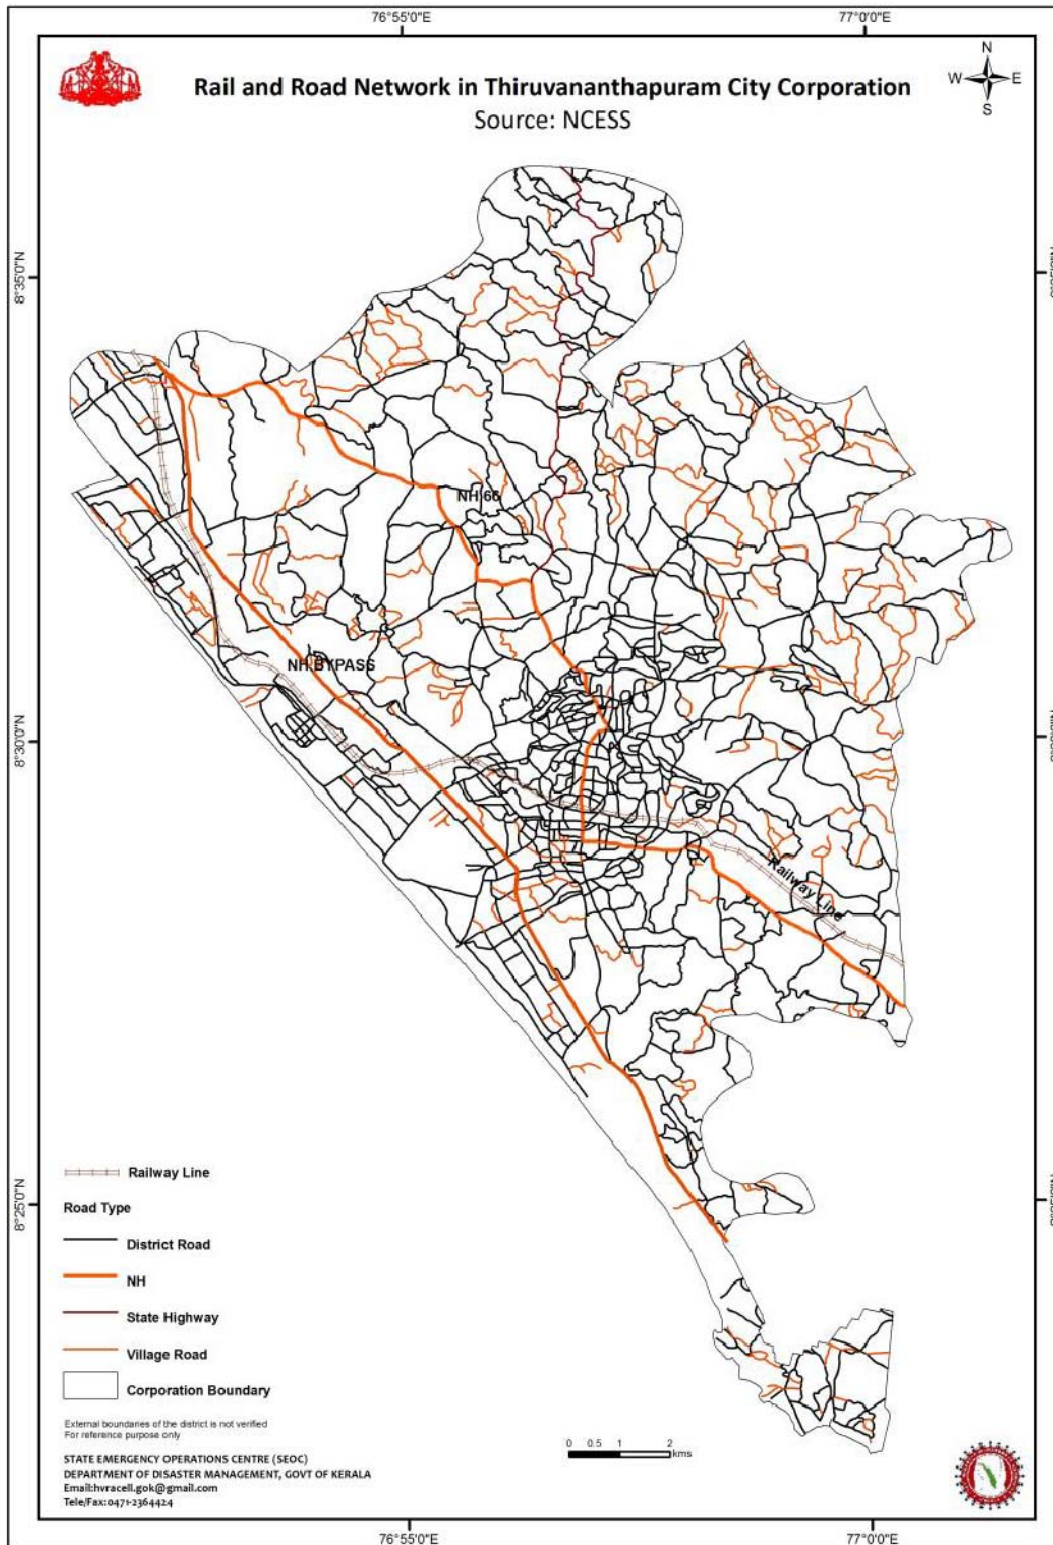 76°55'0"E
77°0'0"E
Rail and Road Network in Thiruvananthapuram City Corporation
Source: NCESS
N
W E
S
8°35'0"N
NH 66
NH BYPASS
8°30'0"N
Railway Line
8°25'0"N
Railway Line
Road Type
District Road
NH
State Highway
Village Road
Corporation Boundary
External boundaries of the district is not verified
For reference purpose only
STATE EMERGENCY OPERATIONS CENTRE (SEOC)
DEPARTMENT OF DISASTER MANAGEMENT, GOVT OF KERALA
Email:hvracell.gok@gmail.com
Tele/Fax: 0471-2364424
0 0.5 1 2
kms
76°55'0"E
77°0'0"E